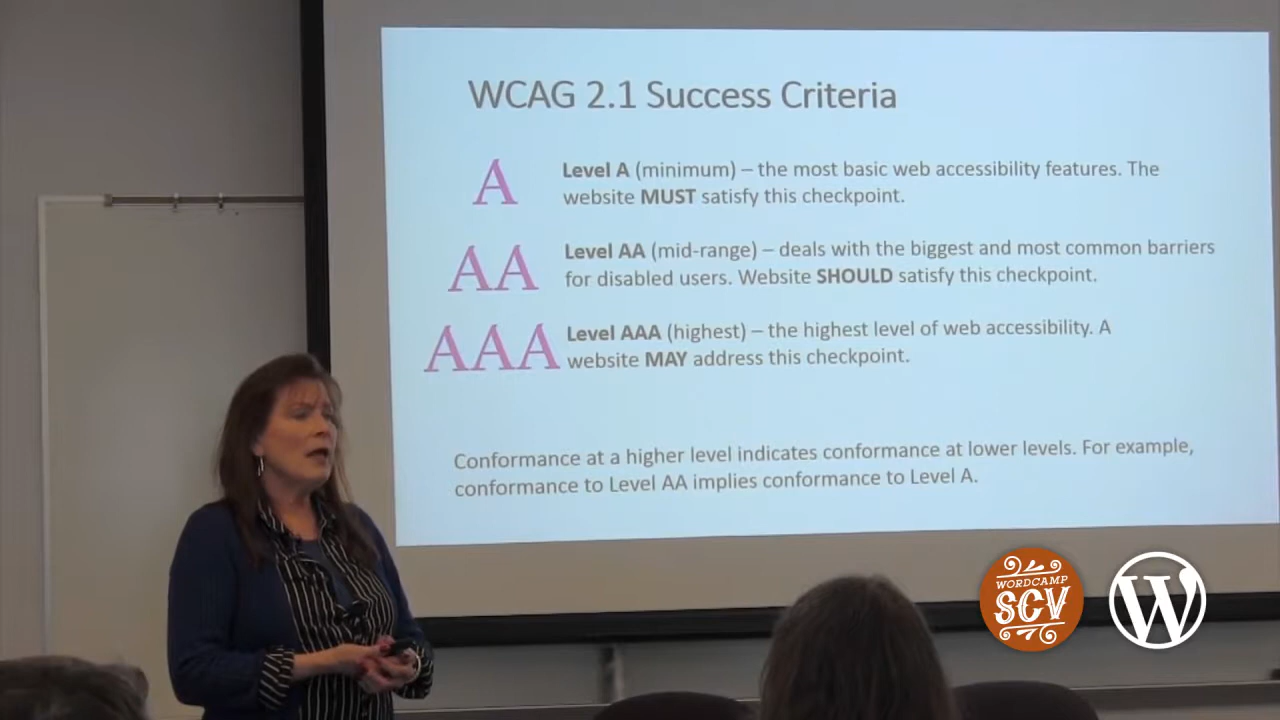 WCAG 2.1 Success Criteria
A
Level A (minimum) – the most basic web accessibility features. The
website MUST satisfy this checkpoint.
AA
Level AA (mid-range) – deals with the biggest and most common barriers
for disabled users. Website SHOULD satisfy this checkpoint.
AAA
Level AAA (highest) – the highest level of web accessibility. A
website MAY address this checkpoint.
Conformance at a higher level indicates conformance at lower levels. For example,
conformance to Level AA implies conformance to Level A.
WORDCAMP
SCV
W